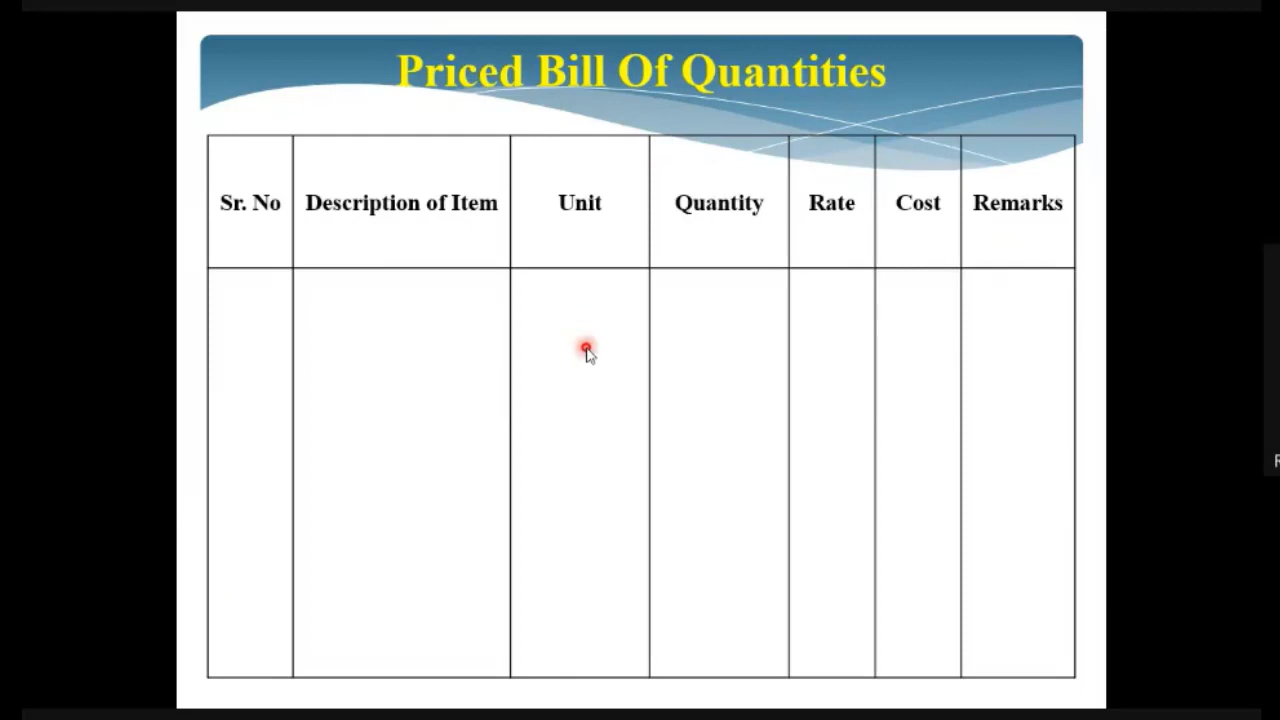 Priced Bill Of Quantities
Sr. No Description of Item Unit Quantity Rate Cost Remarks
R